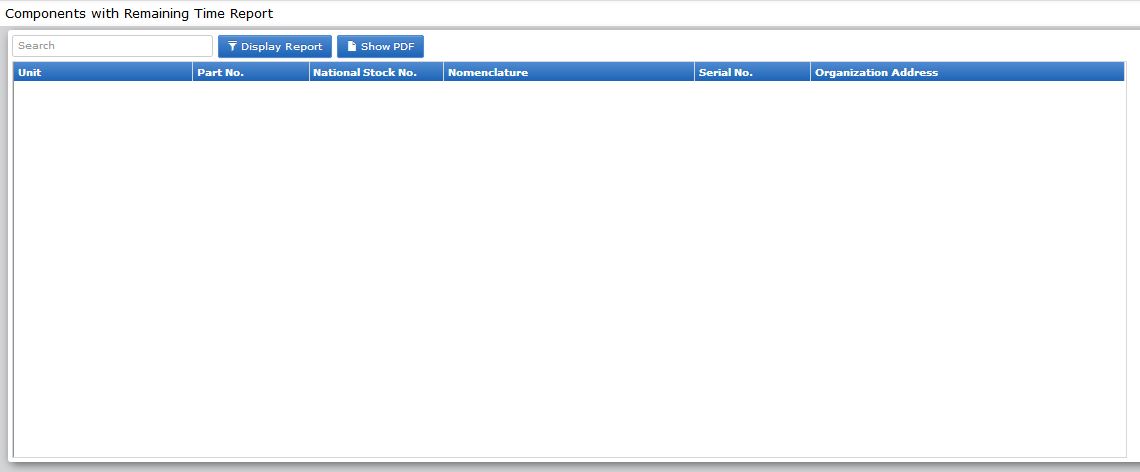 Components with Remaining Time Report
Search Display Report Show PDF
Unit Part No. National Stock No. Nomenclature Serial No. Organization Address